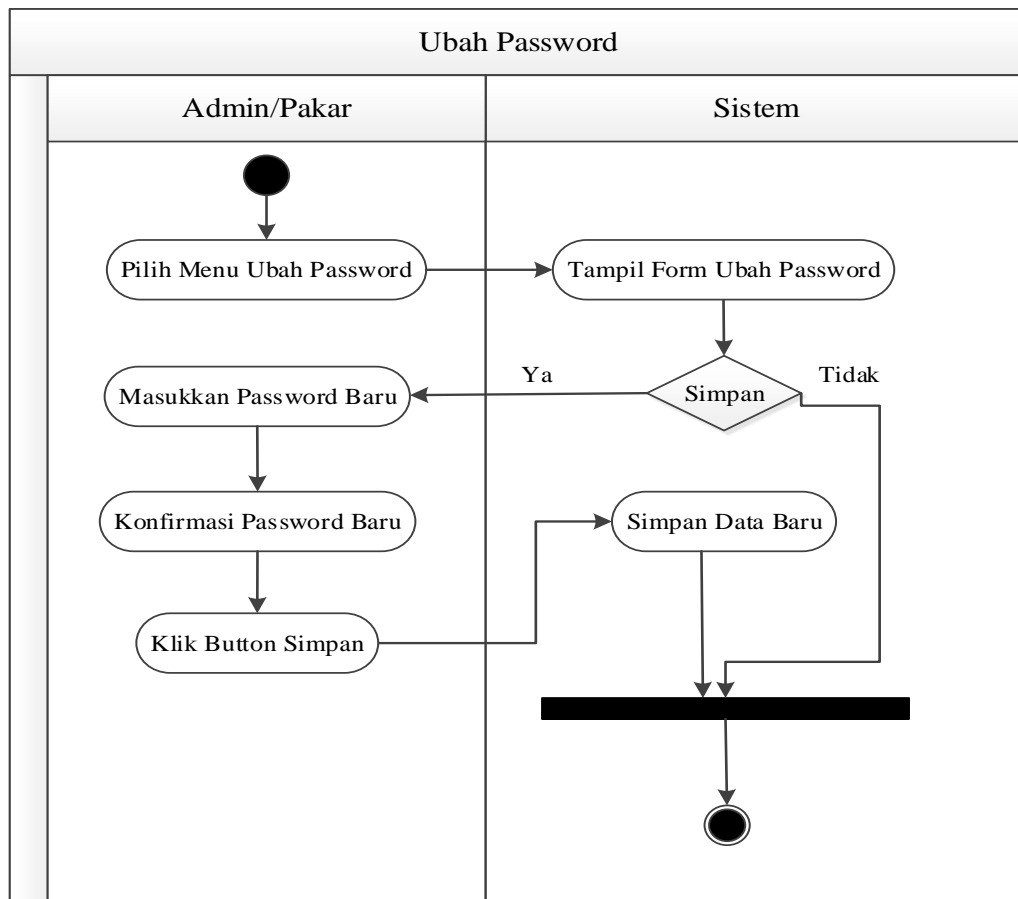 Ubah Password
Admin/Pakar
Sistem
Pilih Menu Ubah Password
Tampil Form Ubah Password
Ya
Tidak
Masukkan Password Baru
Simpan
Konfirmasi Password Baru
Simpan Data Baru
Klik Button Simpan